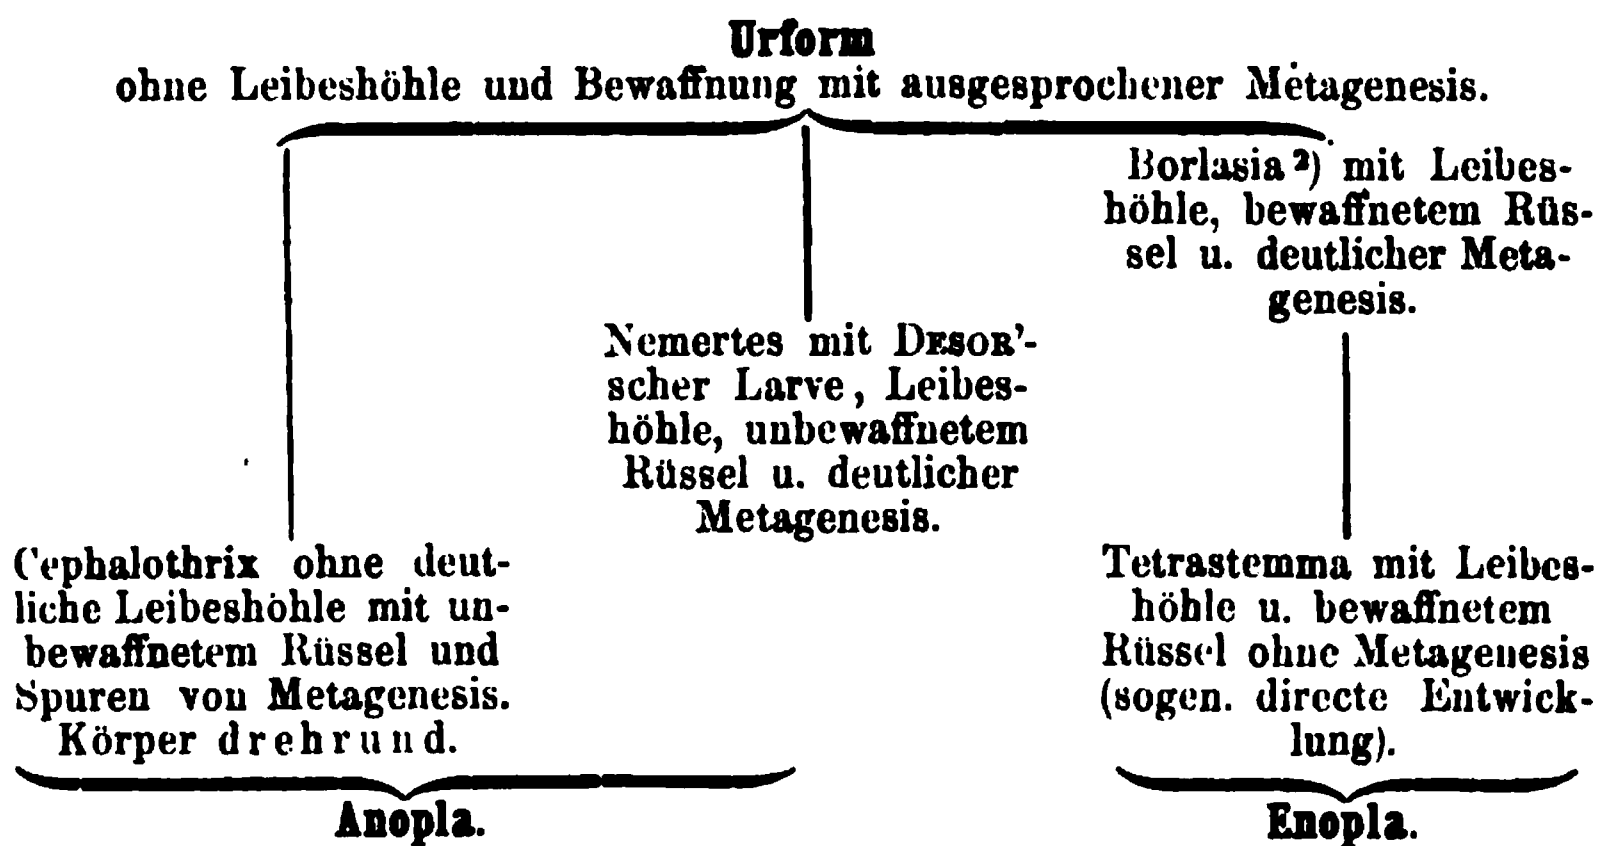 Urform
ohne Leibeshöhle und Bewaffnung mit ausgesprochener Metagenesis.
Borlasia ²) mit Leibes-
höhle, bewaffnetem Rüs-
sel u. deutlicher Meta-
genesis.
Nemertes mit DESOR'-
scher Larve, Leibes-
höhle, unbewaffnetem
Rüssel u. deutlicher
Metagenesis.
Cephalothrix ohne deut-
liche Leibeshöhle mit un-
bewaffnetem Rüssel und
Spuren von Metagenesis.
Körper drehrund.
Tetrastemma mit Leibes-
höhle u. bewaffnetem
Rüssel ohne Metagenesis
(sogen. directe Entwick-
lung).
Anopla.
Enopla.